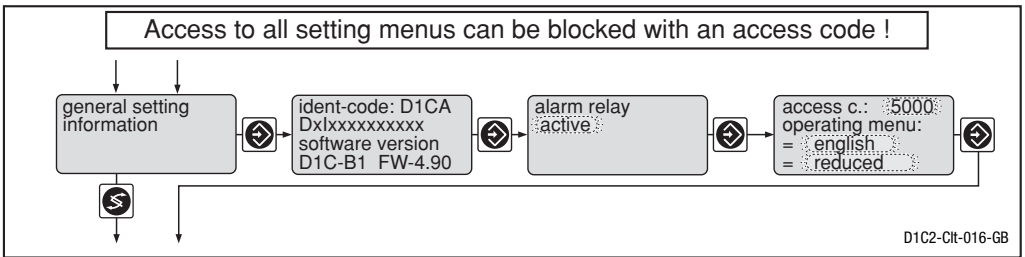 Access to all setting menus can be blocked with an access code !
general setting
information
ident-code: D1CA
DxIxxxxxxxxxx
software version
D1C-B1 FW-4.90
alarm relay
active
access c.: 5000
operating menu:
= english
= reduced
D1C2-Clt-016-GB